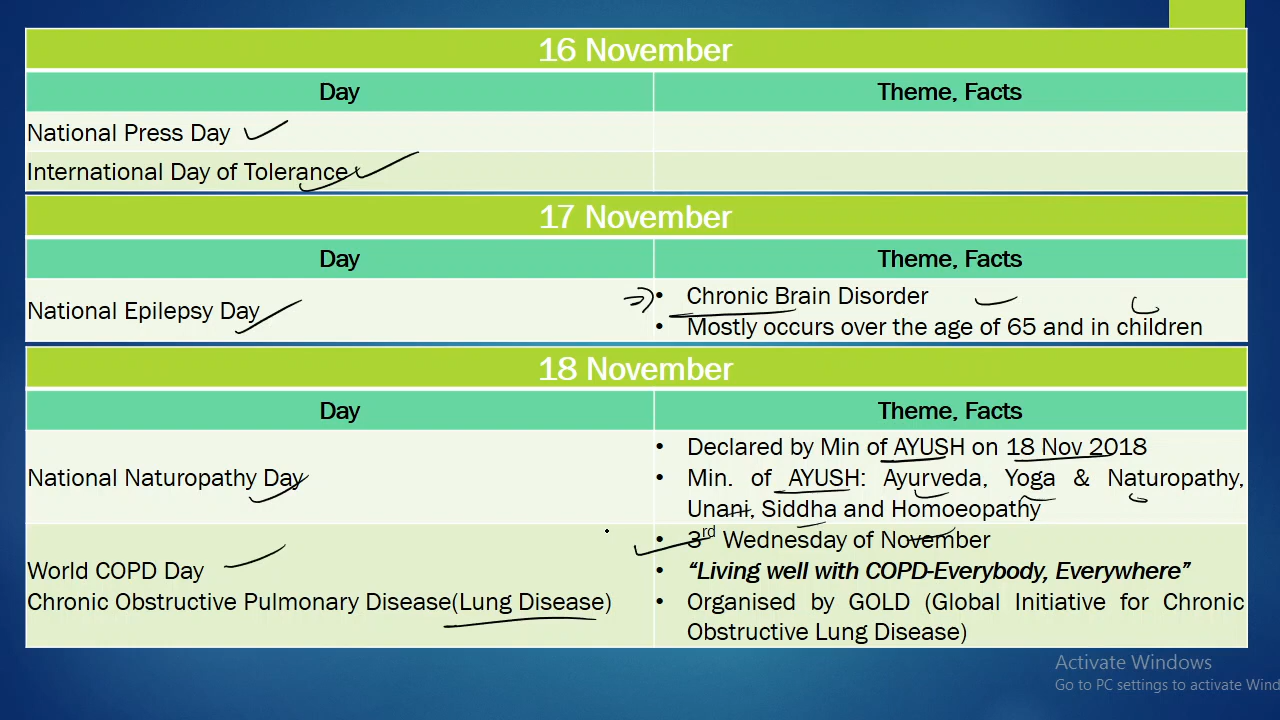 16 November
Day Theme, Facts
National Press Day
International Day of Tolerance
17 November
Day Theme, Facts
National Epilepsy Day
• Chronic Brain Disorder
• Mostly occurs over the age of 65 and in children
18 November
Day Theme, Facts
National Naturopathy Day
• Declared by Min of AYUSH on 18 Nov 2018
• Min. of AYUSH: Ayurveda, Yoga & Naturopathy,
Unani, Siddha and Homoeopathy
World COPD Day
Chronic Obstructive Pulmonary Disease(Lung Disease)
• 3rd Wednesday of November
• “Living well with COPD-Everybody, Everywhere”
• Organised by GOLD (Global Initiative for Chronic
Obstructive Lung Disease)
Activate Windows
Go to PC settings to activate Wind